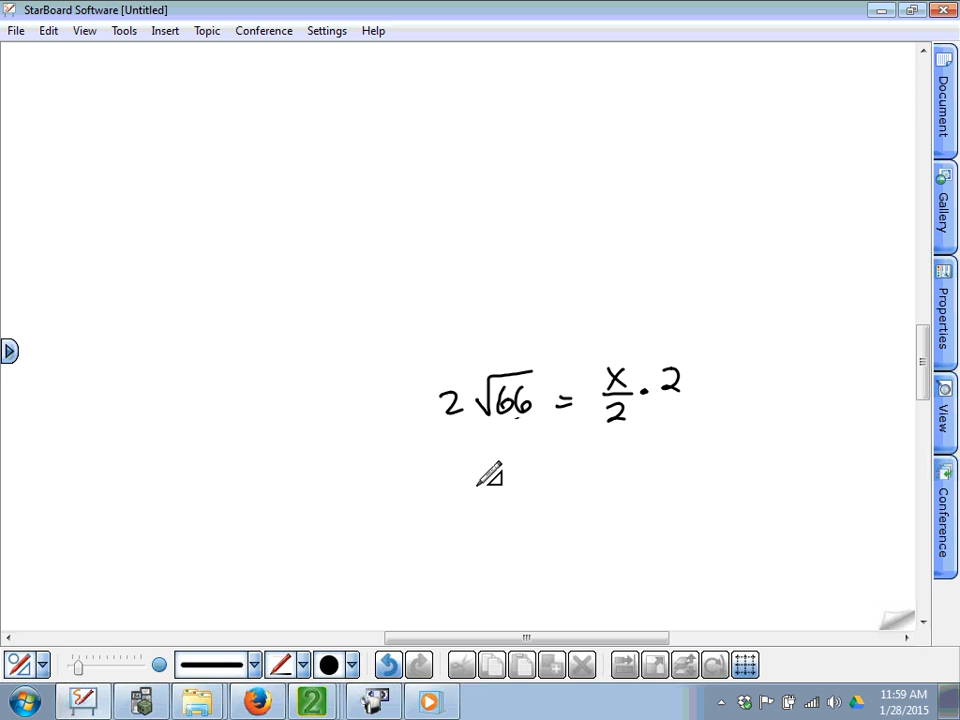 StarBoard Software [Untitled]
File Edit View Tools Insert Topic Conference Settings Help
Document
Gallery
Properties
View
Conference
2 √66 = x/2 · 2
2
11:59 AM
1/28/2015